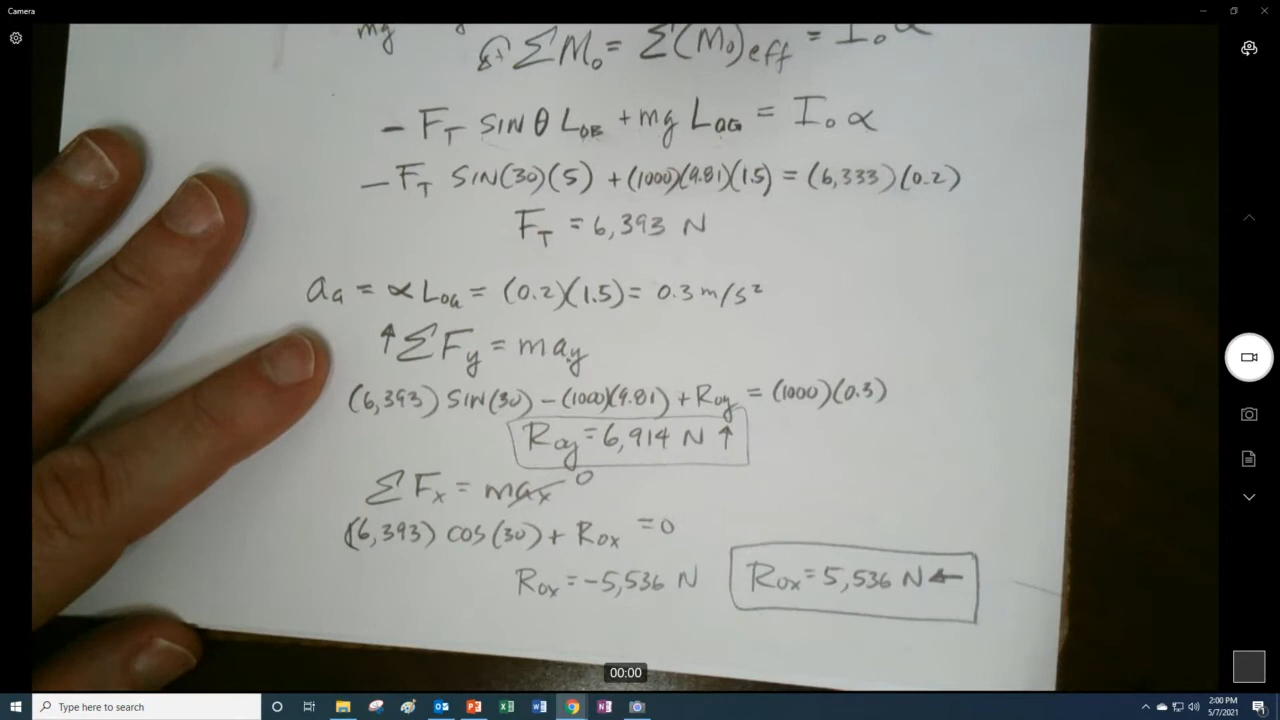 Camera
mg
↺+ ΣM₀ = Σ(M₀)eff = I₀α
- F_T SIN θ L_OB + mg L_OG = I₀ α
- F_T SIN(30)(5) + (1000)(9.81)(1.5) = (6,333)(0.2)
F_T = 6,393 N
a_G = α L_OG = (0.2)(1.5) = 0.3 m/s²
↑ ΣF_y = ma_y
(6,393) SIN(30) - (1000)(9.81) + R_oy = (1000)(0.3)
R_oy = 6,914 N ↑
ΣF_x = ma_x 0
(6,393) cos(30) + R_ox = 0
R_ox = -5,536 N
R_ox = 5,536 N ←
00:00
Type here to search
2:00 PM
5/7/2021